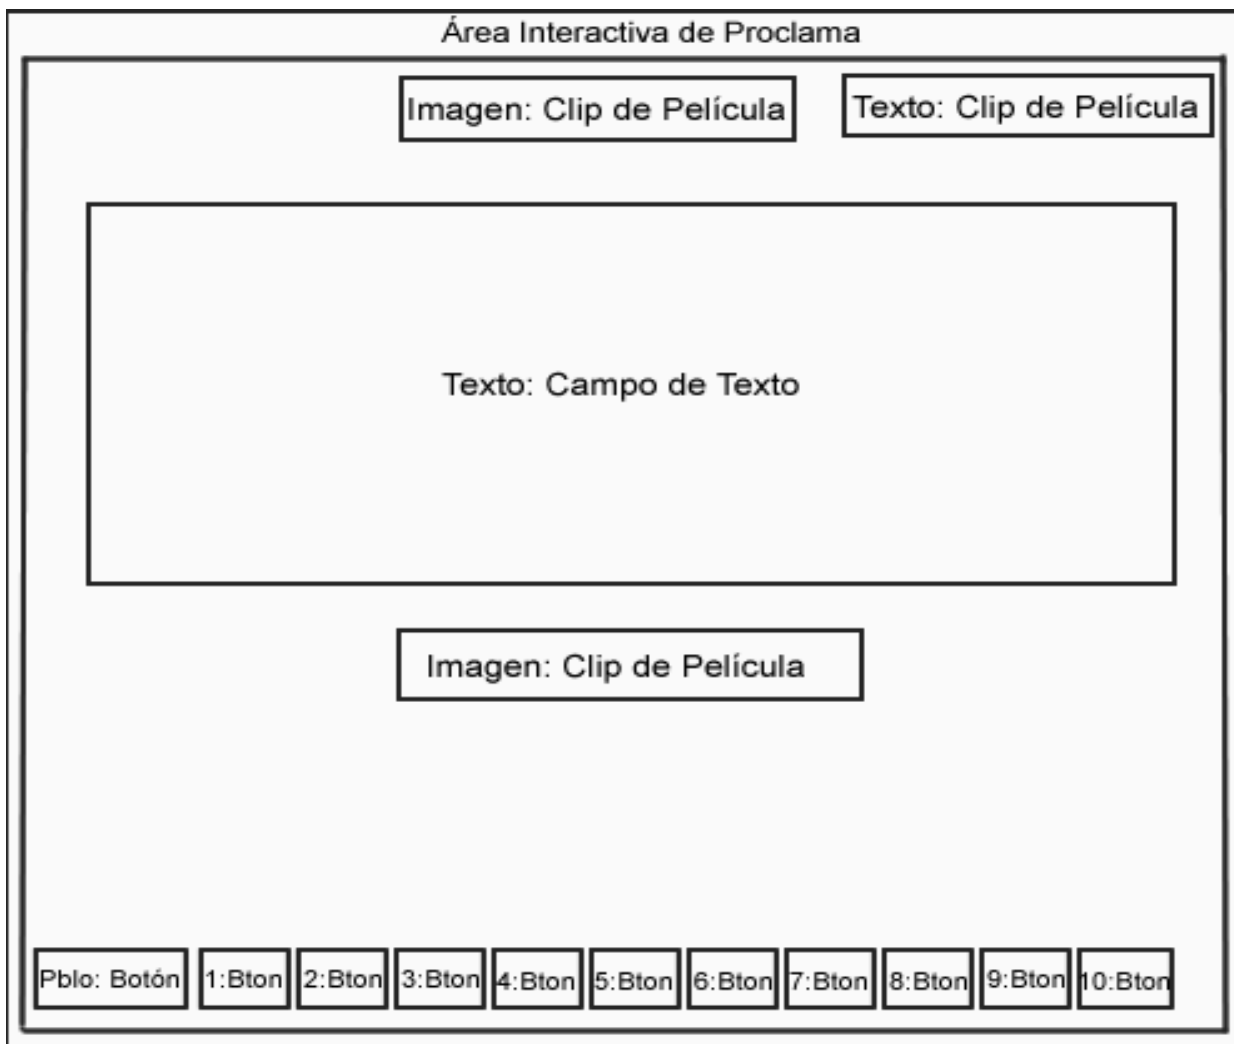 Área Interactiva de Proclama
Imagen: Clip de Película
Texto: Clip de Película
Texto: Campo de Texto
Imagen: Clip de Película
Pblo: Botón
1:Bton
2:Bton
3:Bton
4:Bton
5:Bton
6:Bton
7:Bton
8:Bton
9:Bton
10:Bton